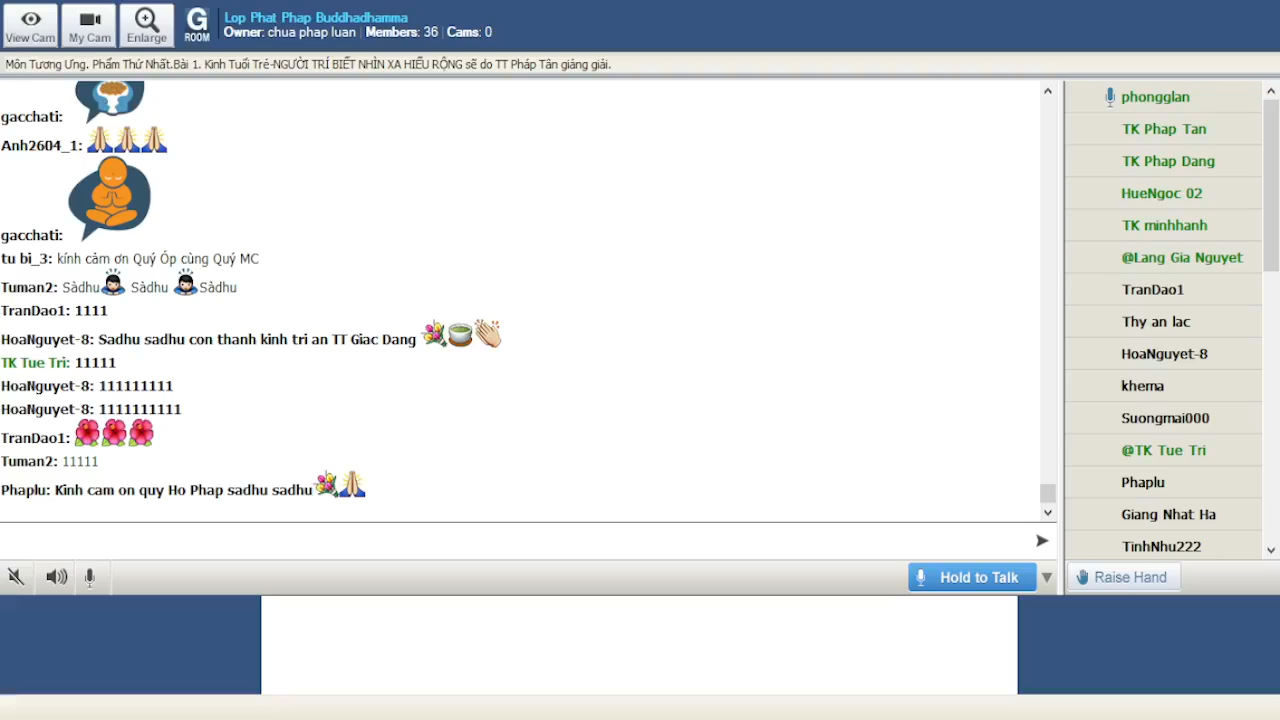 View Cam
My Cam
Enlarge
G
ROOM
Lop Phat Phap Buddhadhamma
Owner: chua phap luan | Members: 36 | Cams: 0
Môn Tương Ưng. Phẩm Thứ Nhất.Bài 1. Kinh Tuổi Trẻ-NGƯỜI TRÍ BIẾT NHÌN XA HIỂU RỘNG sẽ do TT Pháp Tân giảng giải.
gacchati:
Anh2604_1:
gacchati:
tu bi_3: kính cảm ơn Quý Óp cùng Quý MC
Tuman2: Sàdhu Sàdhu Sàdhu
TranDao1: 1111
HoaNguyet-8: Sadhu sadhu con thanh kinh tri an TT Giac Dang
TK Tue Tri: 11111
HoaNguyet-8: 111111111
HoaNguyet-8: 1111111111
TranDao1:
Tuman2: 11111
Phaplu: Kinh cam on quy Ho Phap sadhu sadhu
Hold to Talk
phongglan
TK Phap Tan
TK Phap Dang
HueNgoc 02
TK minhhanh
@Lang Gia Nguyet
TranDao1
Thy an lac
HoaNguyet-8
khema
Suongmai000
@TK Tue Tri
Phaplu
Giang Nhat Ha
TinhNhu222
Raise Hand